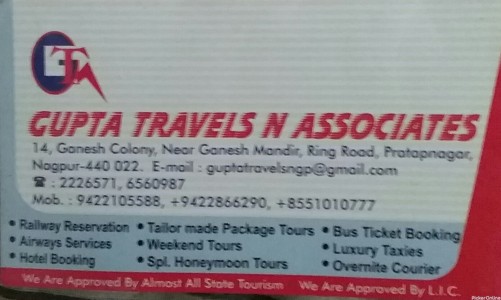 GUPTA TRAVELS N ASSOCIATES
14, Ganesh Colony, Near Ganesh Mandir, Ring Road, Pratapnagar,
Nagpur-440 022. E-mail : guptatravelsngp@gmail.com
☎ : 2226571, 6560987
Mob. : 9422105588, +9422866290, +8551010777
• Railway Reservation • Tailor made Package Tours • Bus Ticket Booking
• Airways Services • Weekend Tours • Luxury Taxies
• Hotel Booking • Spl. Honeymoon Tours • Overnite Courier
We Are Approved By Almost All State Tourism We Are Approved By L.I.C.